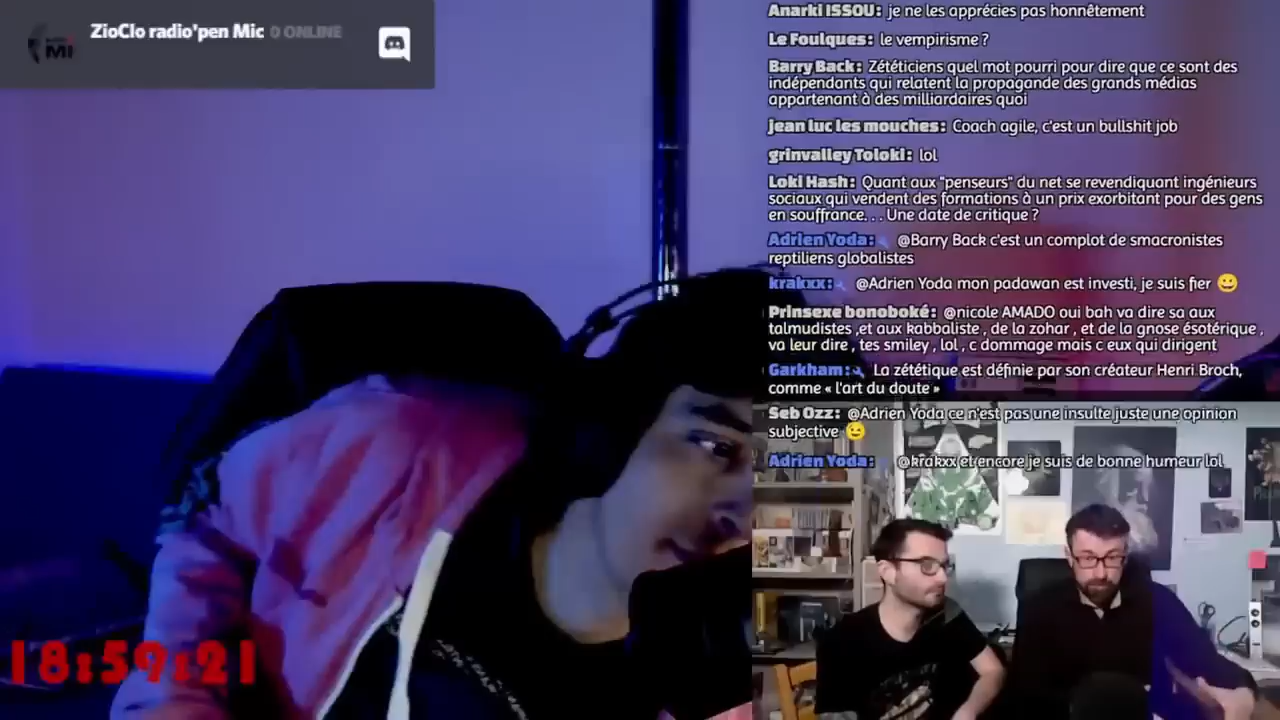 ZioClo radio'pen Mic 0 ONLINE
MI
Anarki ISSOU: je ne les apprécies pas honnêtement
Le Foulques: le vempirisme ?
Barry Back: Zététiciens quel mot pourri pour dire que ce sont des
indépendants qui relatent la propagande des grands médias
appartenant à des milliardaires quoi
jean luc les mouches: Coach agile, c'est un bullshit job
grinvalley Toloki: lol
Loki Hash: Quant aux "penseurs" du net se revendiquant ingénieurs
sociaux qui vendent des formations à un prix exorbitant pour des gens
en souffrance. . . Une date de critique ?
Adrien Yoda: @Barry Back c'est un complot de smacronistes
reptiliens globalistes
krakxx: @Adrien Yoda mon padawan est investi, je suis fier 😀
Prinsexe bonoboké: @nicole AMADO oui bah va dire sa aux
talmudistes ,et aux kabbaliste , de la zohar , et de la gnose ésotérique ,
va leur dire , tes smiley , lol , c dommage mais c eux qui dirigent
Garkham: La zététique est définie par son créateur Henri Broch,
comme « l'art du doute »
Seb Ozz: @Adrien Yoda ce n'est pas une insulte juste une opinion
subjective 😉
Adrien Yoda: @krakxx et encore je suis de bonne humeur lol
18:59:21